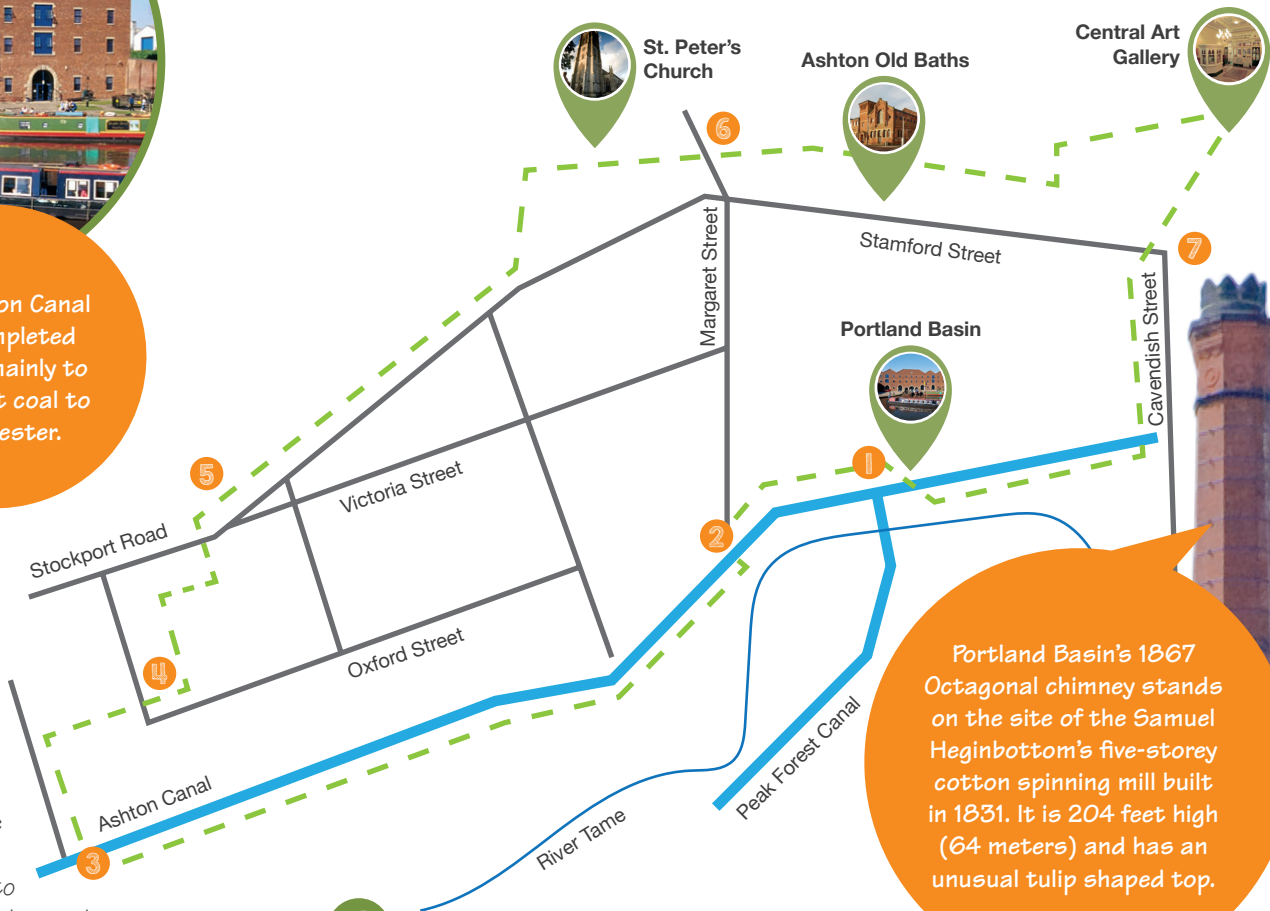 St. Peter's
Church
Ashton Old Baths
Central Art
Gallery
6
Stamford Street
7
Margaret Street
Cavendish Street
on Canal
mpleted
ainly to
t coal to
ester.
Portland Basin
1
5
Victoria Street
2
Stockport Road
Oxford Street
4
Ashton Canal
3
River Tame
Peak Forest Canal
Portland Basin's 1867
Octagonal chimney stands
on the site of the Samuel
Heginbottom's five-storey
cotton spinning mill built
in 1831. It is 204 feet high
(64 meters) and has an
unusual tulip shaped top.
to